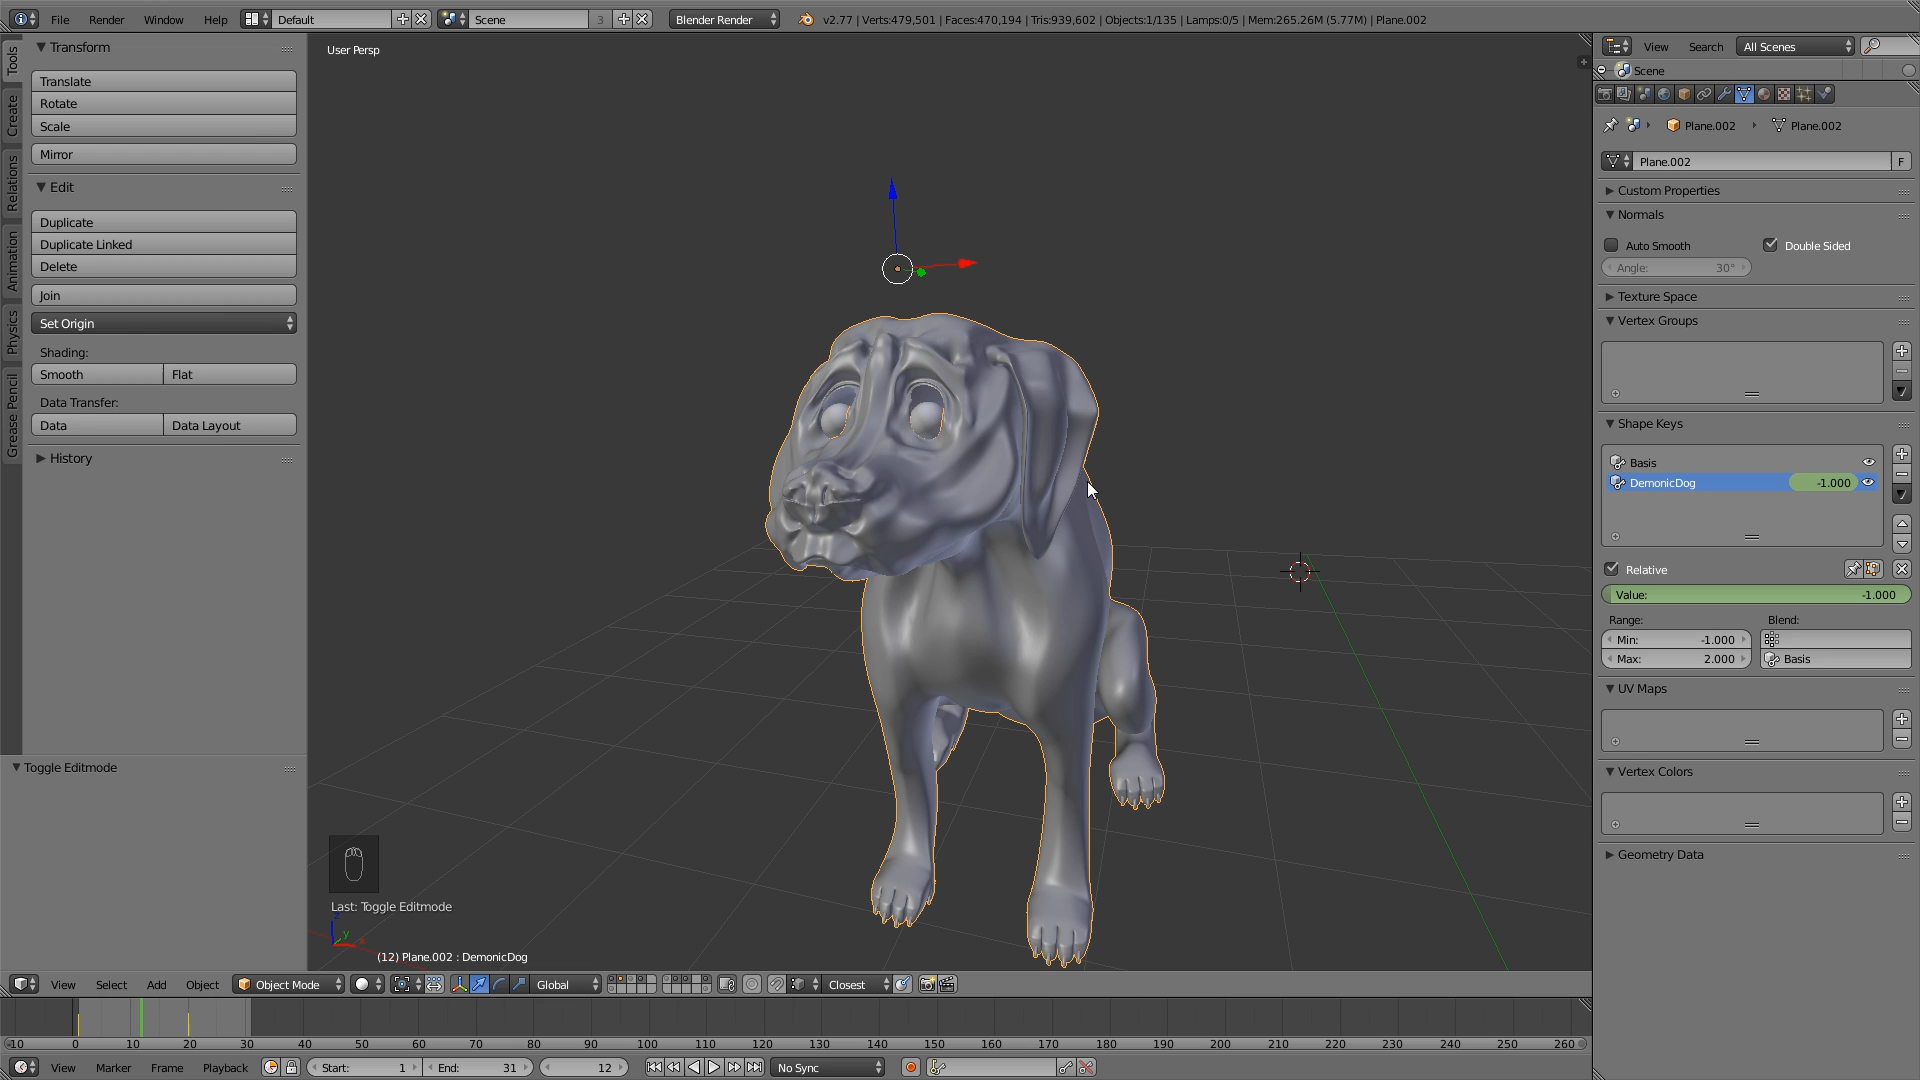 File Render Window Help Default Scene 3 Blender Render v2.77 | Verts:479,501 | Faces:470,194 | Tris:939,602 | Objects:1/135 | Lamps:0/5 | Mem:265.26M (5.77M) | Plane.002
Tools
Create
Relations
Animation
Physics
Grease Pencil
Transform
Translate
Rotate
Scale
Mirror
Edit
Duplicate
Duplicate Linked
Delete
Join
Set Origin
Shading:
Smooth Flat
Data Transfer:
Data Data Layout
History
Toggle Editmode
User Persp
Last: Toggle Editmode
z
y
x
(12) Plane.002 : DemonicDog
View Select Add Object Object Mode Global Closest
-10 0 10 20 30 40 50 60 70 80 90 100 110 120 130 140 150 160 170 180 190 200 210 220 230 240 250 260
View Marker Frame Playback Start: 1 End: 31 12 No Sync
View Search All Scenes
Scene
Plane.002 Plane.002
Plane.002 F
Custom Properties
Normals
Auto Smooth Double Sided
Angle: 30°
Texture Space
Vertex Groups
Shape Keys
Basis
DemonicDog -1.000
Relative
Value: -1.000
Range: Blend:
Min: -1.000
Max: 2.000 Basis
UV Maps
Vertex Colors
Geometry Data